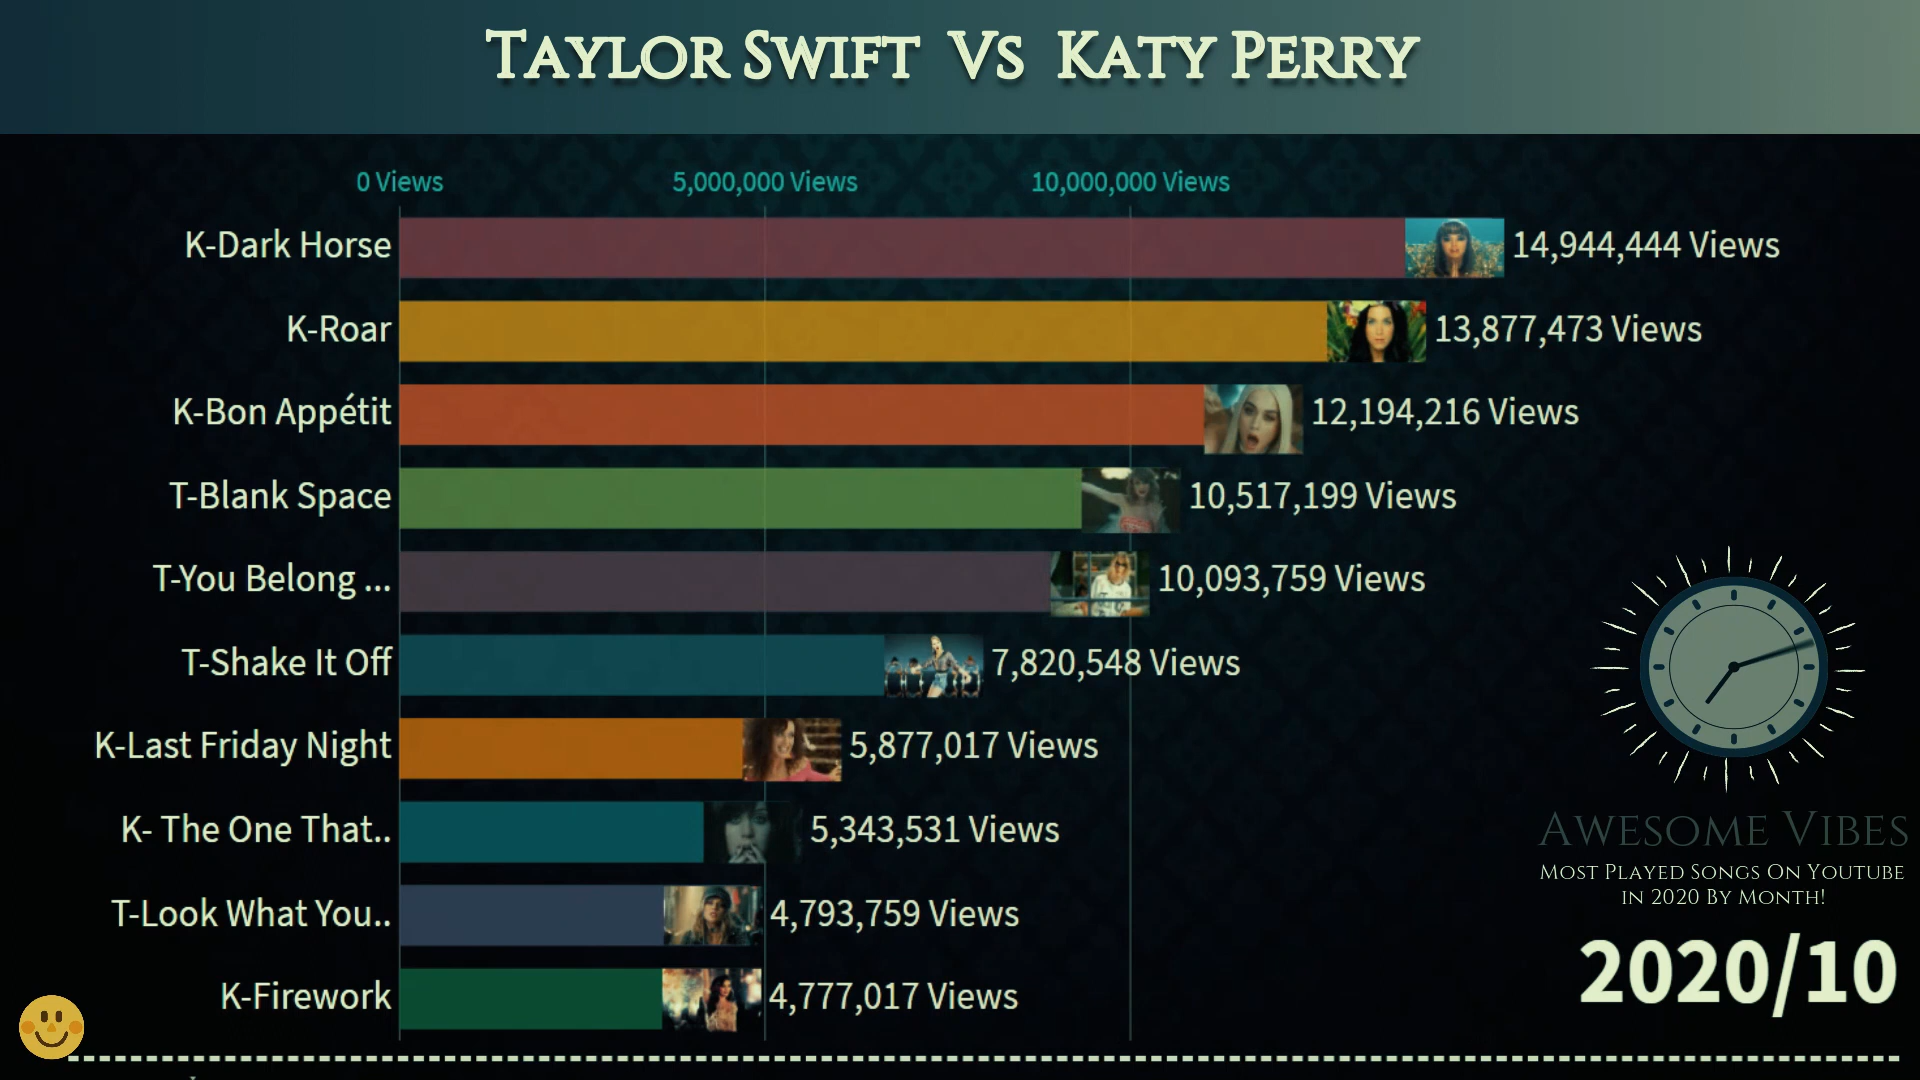 Taylor Swift Vs Katy Perry
0 Views 5,000,000 Views 10,000,000 Views
K-Dark Horse 14,944,444 Views
K-Roar 13,877,473 Views
K-Bon Appétit 12,194,216 Views
T-Blank Space 10,517,199 Views
T-You Belong ... 10,093,759 Views
T-Shake It Off 7,820,548 Views
K-Last Friday Night 5,877,017 Views
K- The One That.. 5,343,531 Views
T-Look What You.. 4,793,759 Views
K-Firework 4,777,017 Views
Awesome Vibes
Most Played Songs On Youtube
in 2020 By Month!
2020/10